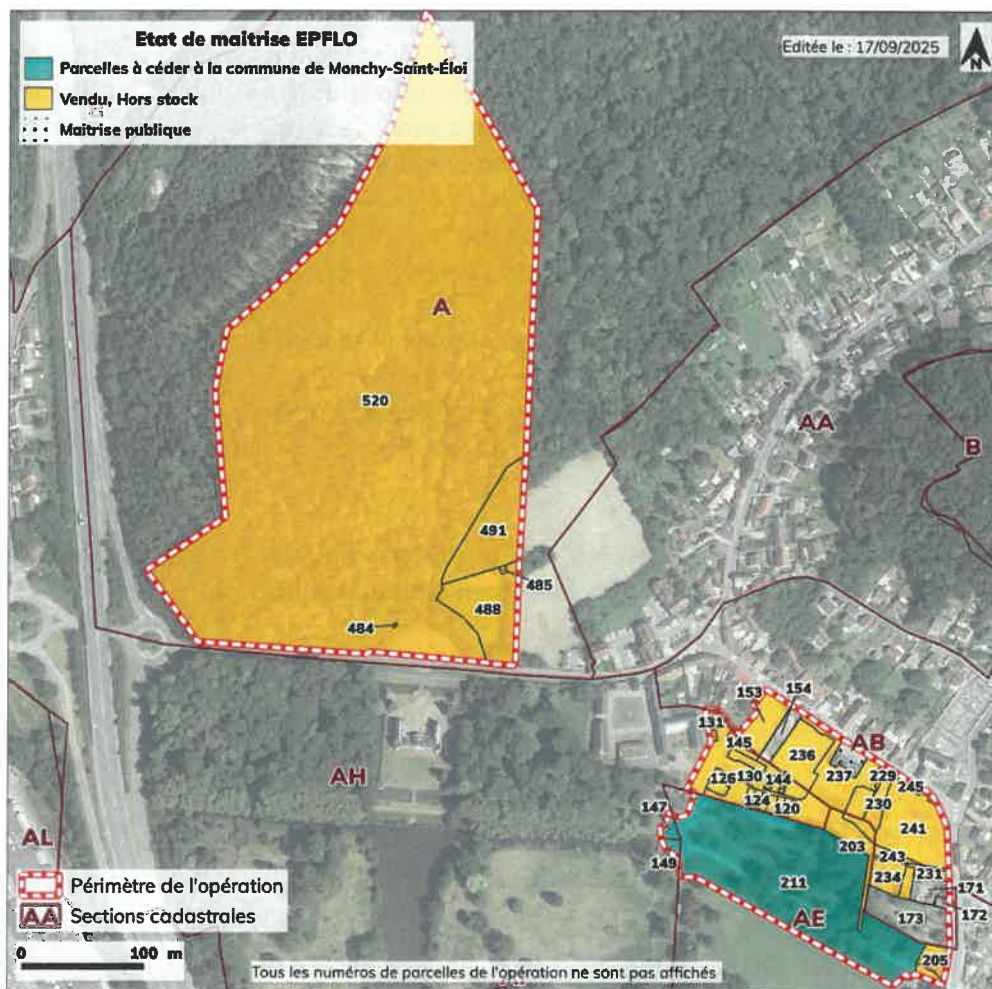 Etat de maitrise EPFLO
Parcelles à céder à la commune de Monchy-Saint-Éloi
Vendu, Hors stock
Maitrise publique
Editée le : 17/09/2025
N
A
520
AA
B
491
485
488
484
153
154
131
AB
145
236
237
229
245
AH
126
130
144
230
124
120
241
147
203
AL
243
149
234
231
211
171
Périmètre de l'opération
AA Sections cadastrales
AE
173
172
205
0 100 m
Tous les numéros de parcelles de l'opération ne sont pas affichés